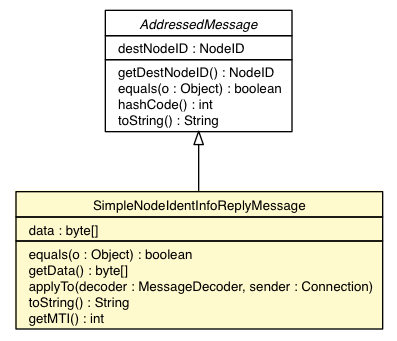 AddressedMessage
destNodeID : NodeID
getDestNodeID() : NodeID
equals(o : Object) : boolean
hashCode() : int
toString() : String
SimpleNodeIdentInfoReplyMessage
data : byte[]
equals(o : Object) : boolean
getData() : byte[]
applyTo(decoder : MessageDecoder, sender : Connection)
toString() : String
getMTI() : int